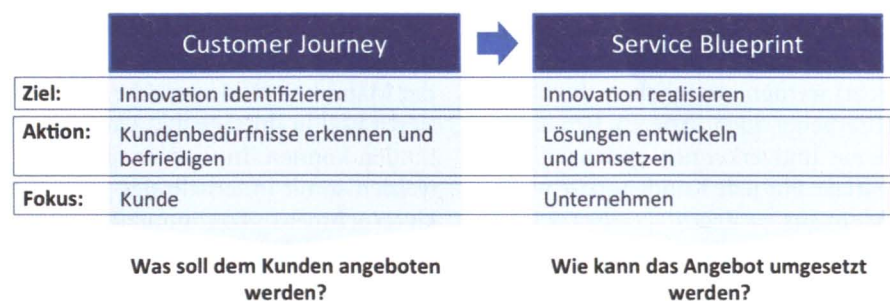 Customer Journey Service Blueprint
Ziel: Innovation identifizieren Innovation realisieren
Aktion: Kundenbedürfnisse erkennen und Lösungen entwickeln
befriedigen und umsetzen
Fokus: Kunde Unternehmen
Was soll dem Kunden angeboten Wie kann das Angebot umgesetzt
werden? werden?